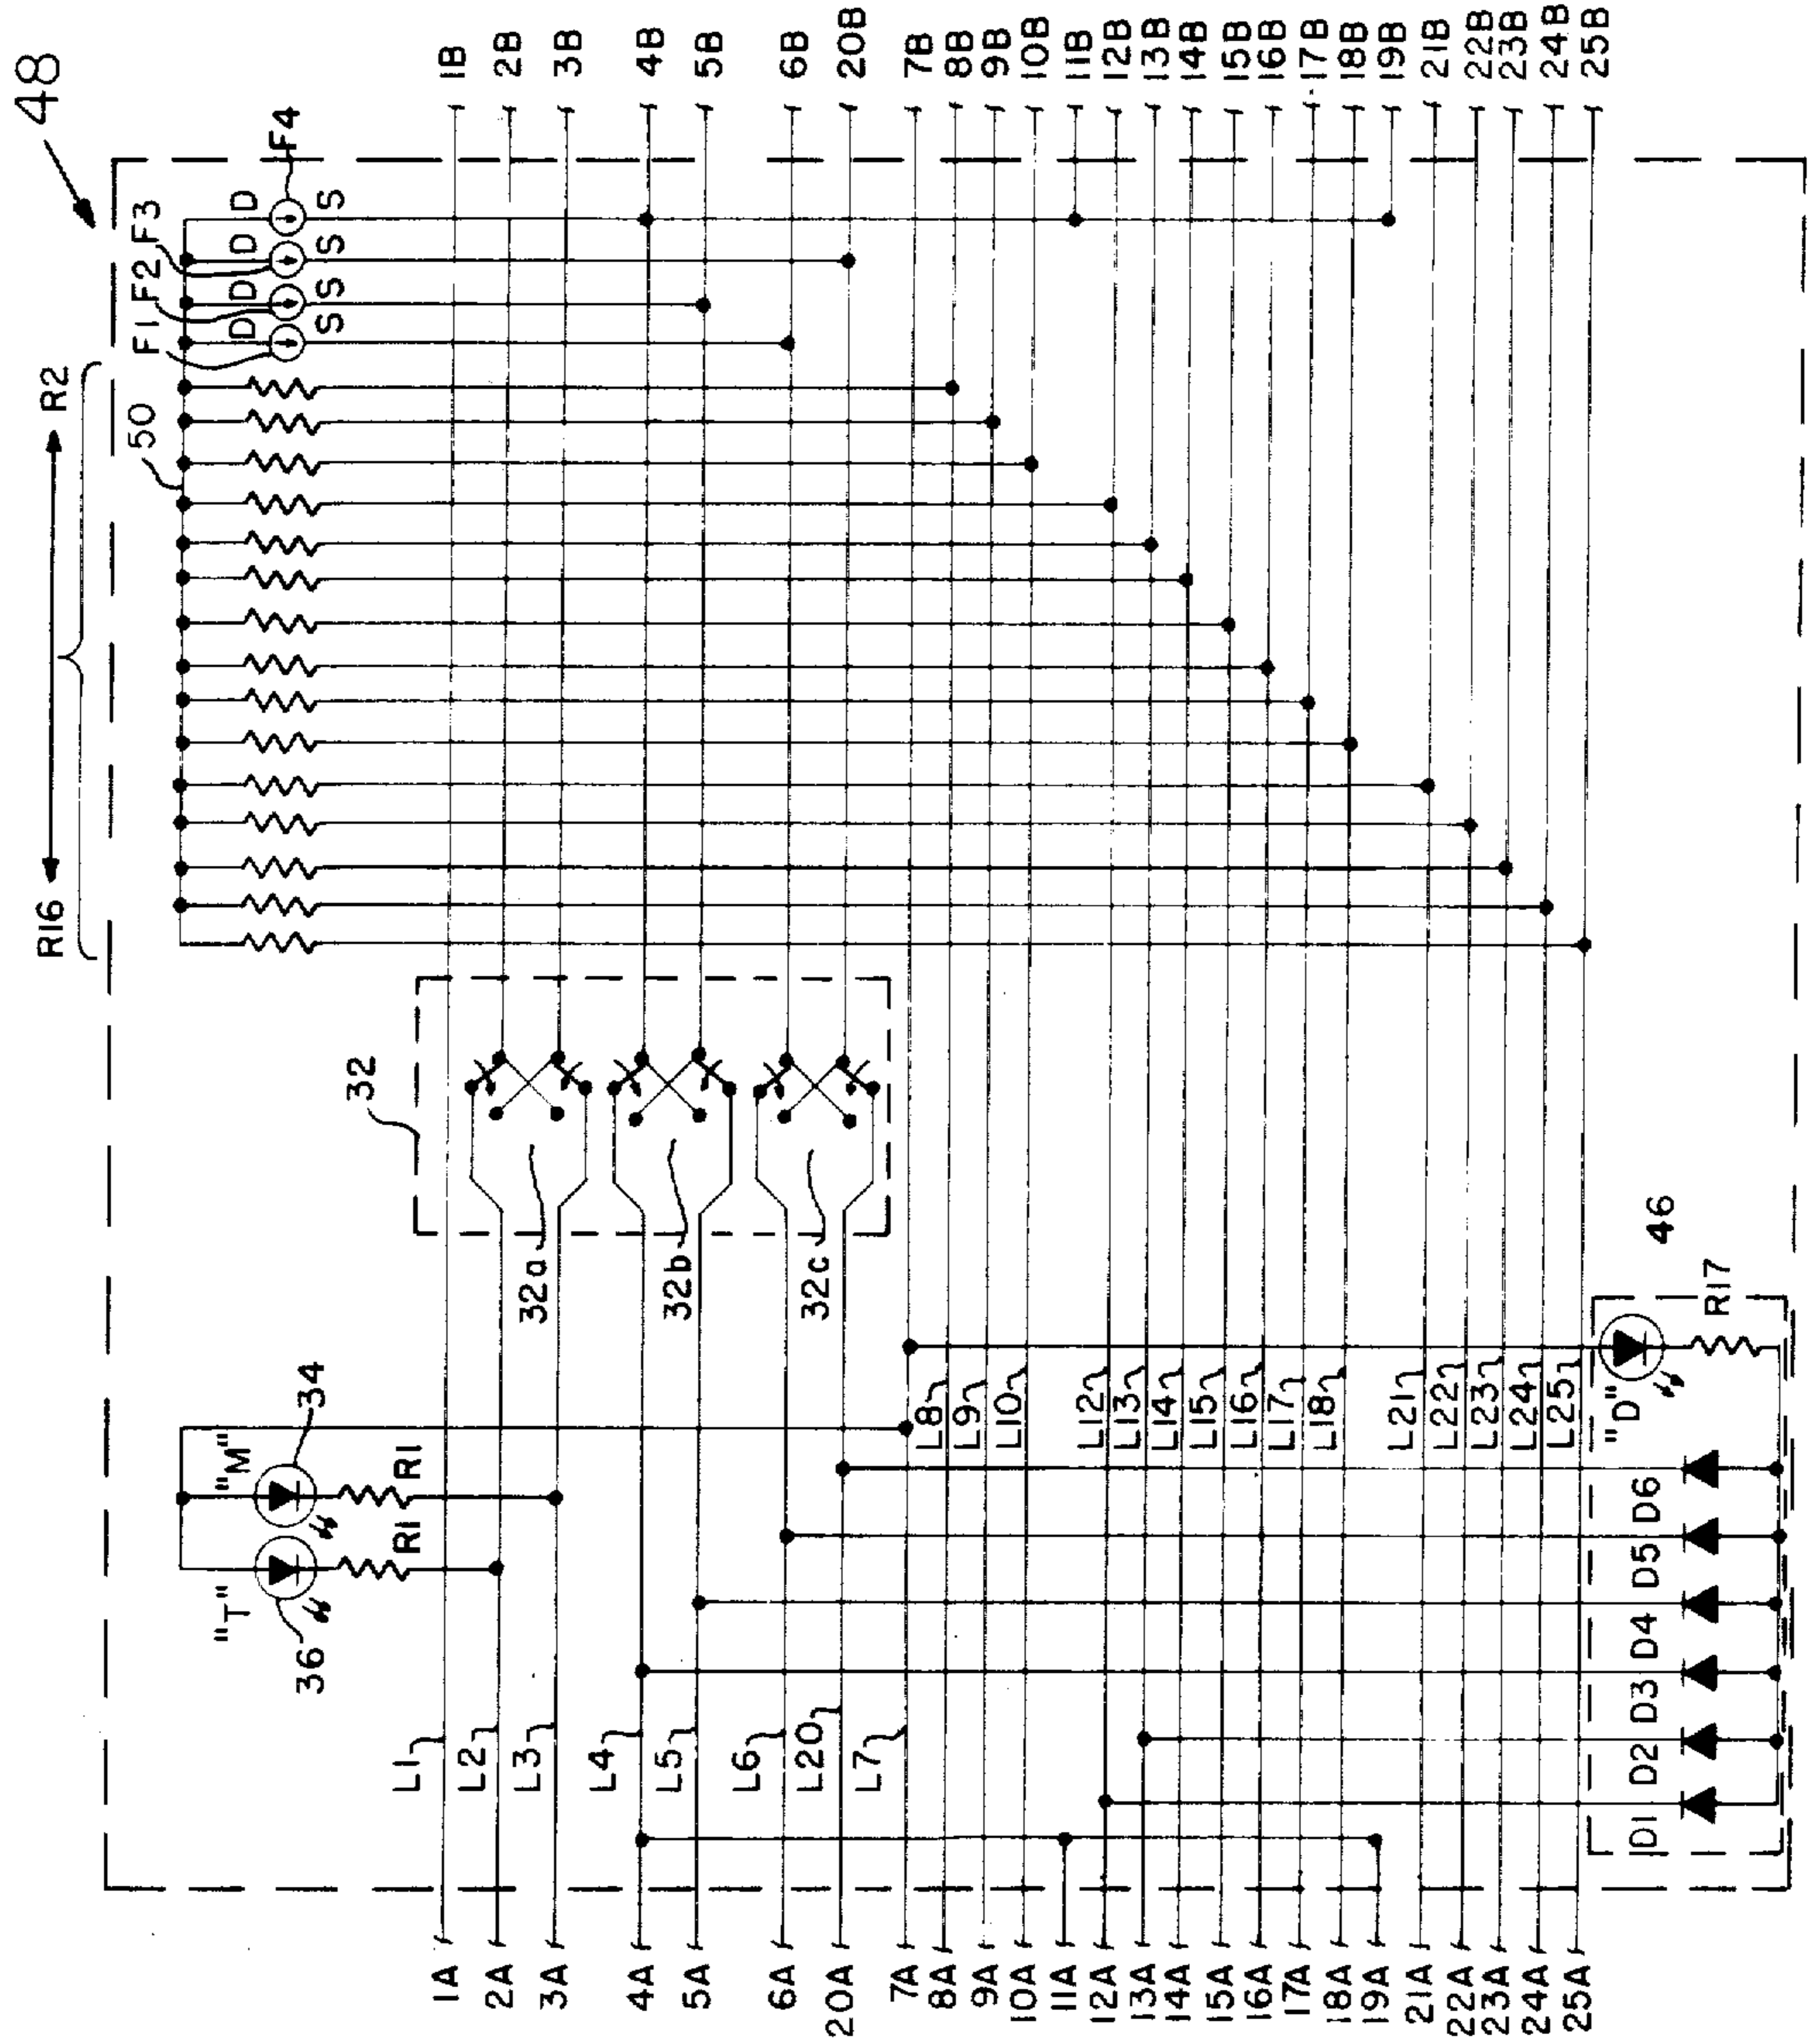 48
R16
R2
50
F1
F2
F3
F4
D
D
D
D
S
S
S
S
"T"
"M"
36
34
R1
R1
32
32a
32b
32c
1A
2A
3A
4A
5A
6A
20A
7A
8A
9A
10A
11A
12A
13A
14A
15A
16A
17A
18A
19A
21A
22A
23A
24A
25A
L1
L2
L3
L4
L5
L6
L20
L7
L8
L9
L10
L12
L13
L14
L15
L16
L17
L18
L21
L22
L23
L24
L25
1B
2B
3B
4B
5B
6B
20B
7B
8B
9B
10B
11B
12B
13B
14B
15B
16B
17B
18B
19B
21B
22B
23B
24B
25B
D1
D2
D3
D4
D5
D6
"D"
46
R17